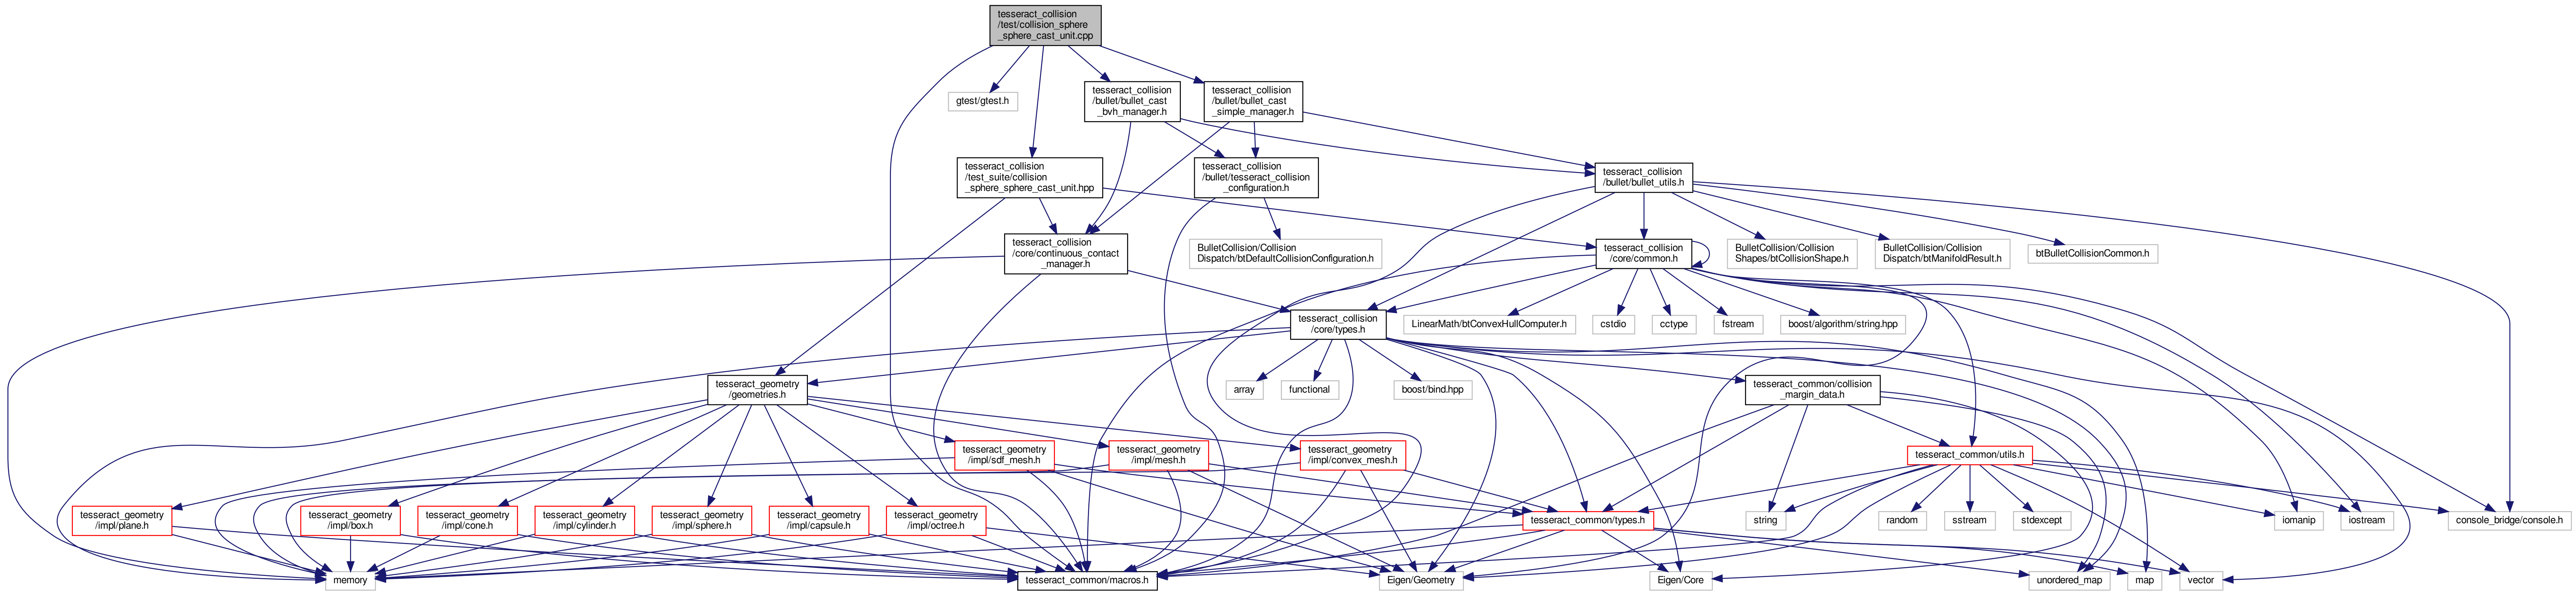 tesseract_collision
/test/collision_sphere
_sphere_cast_unit.cpp
gtest/gtest.h
tesseract_collision
/bullet/bullet_cast
_bvh_manager.h
tesseract_collision
/bullet/bullet_cast
_simple_manager.h
tesseract_collision
/test_suite/collision
_sphere_sphere_cast_unit.hpp
tesseract_collision
/bullet/tesseract_collision
_configuration.h
tesseract_collision
/bullet/bullet_utils.h
tesseract_collision
/core/continuous_contact
_manager.h
BulletCollision/Collision
Dispatch/btDefaultCollisionConfiguration.h
tesseract_collision
/core/common.h
BulletCollision/Collision
Shapes/btCollisionShape.h
BulletCollision/Collision
Dispatch/btManifoldResult.h
btBulletCollisionCommon.h
tesseract_collision
/core/types.h
LinearMath/btConvexHullComputer.h
cstdio
cctype
fstream
boost/algorithm/string.hpp
tesseract_geometry
/geometries.h
array
functional
boost/bind.hpp
tesseract_common/collision
_margin_data.h
tesseract_geometry
/impl/sdf_mesh.h
tesseract_geometry
/impl/mesh.h
tesseract_geometry
/impl/convex_mesh.h
tesseract_common/utils.h
tesseract_geometry
/impl/plane.h
tesseract_geometry
/impl/box.h
tesseract_geometry
/impl/cone.h
tesseract_geometry
/impl/cylinder.h
tesseract_geometry
/impl/sphere.h
tesseract_geometry
/impl/capsule.h
tesseract_geometry
/impl/octree.h
tesseract_common/types.h
string
random
sstream
stdexcept
iomanip
iostream
console_bridge/console.h
memory
tesseract_common/macros.h
Eigen/Geometry
Eigen/Core
unordered_map
map
vector